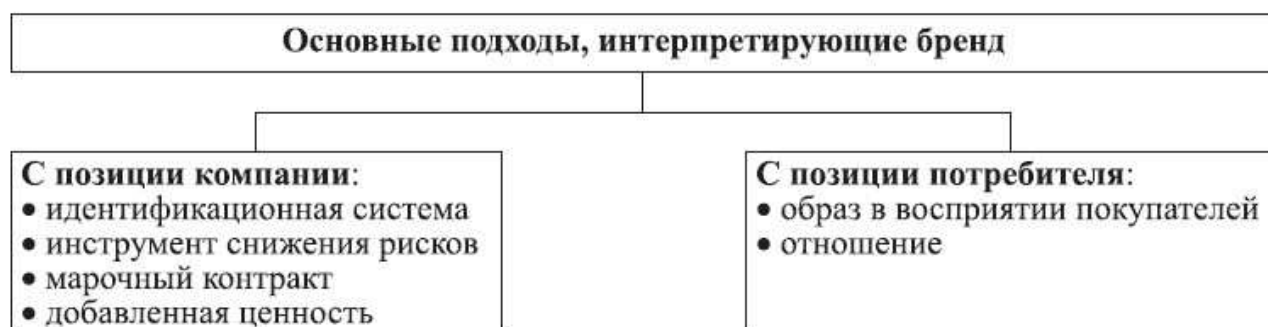 Основные подходы, интерпретирующие бренд
С позиции компании:
• идентификационная система
• инструмент снижения рисков
• марочный контракт
• добавленная ценность
С позиции потребителя:
• образ в восприятии покупателей
• отношение